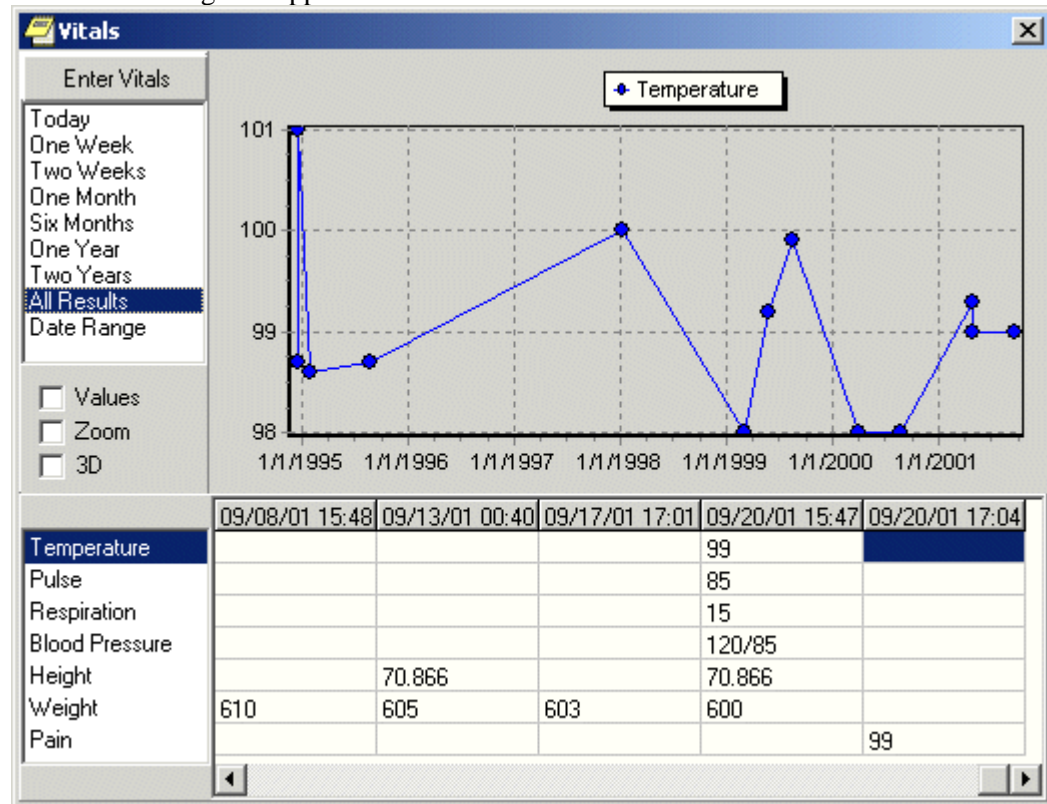 Vitals
Enter Vitals
Today
One Week
Two Weeks
One Month
Six Months
One Year
Two Years
All Results
Date Range
Values
Zoom
3D
Temperature
101
100
99
98
1/1/1995 1/1/1996 1/1/1997 1/1/1998 1/1/1999 1/1/2000 1/1/2001
09/08/01 15:48 09/13/01 00:40 09/17/01 17:01 09/20/01 15:47 09/20/01 17:04
Temperature 99
Pulse 85
Respiration 15
Blood Pressure 120/85
Height 70.866 70.866
Weight 610 605 603 600
Pain 99